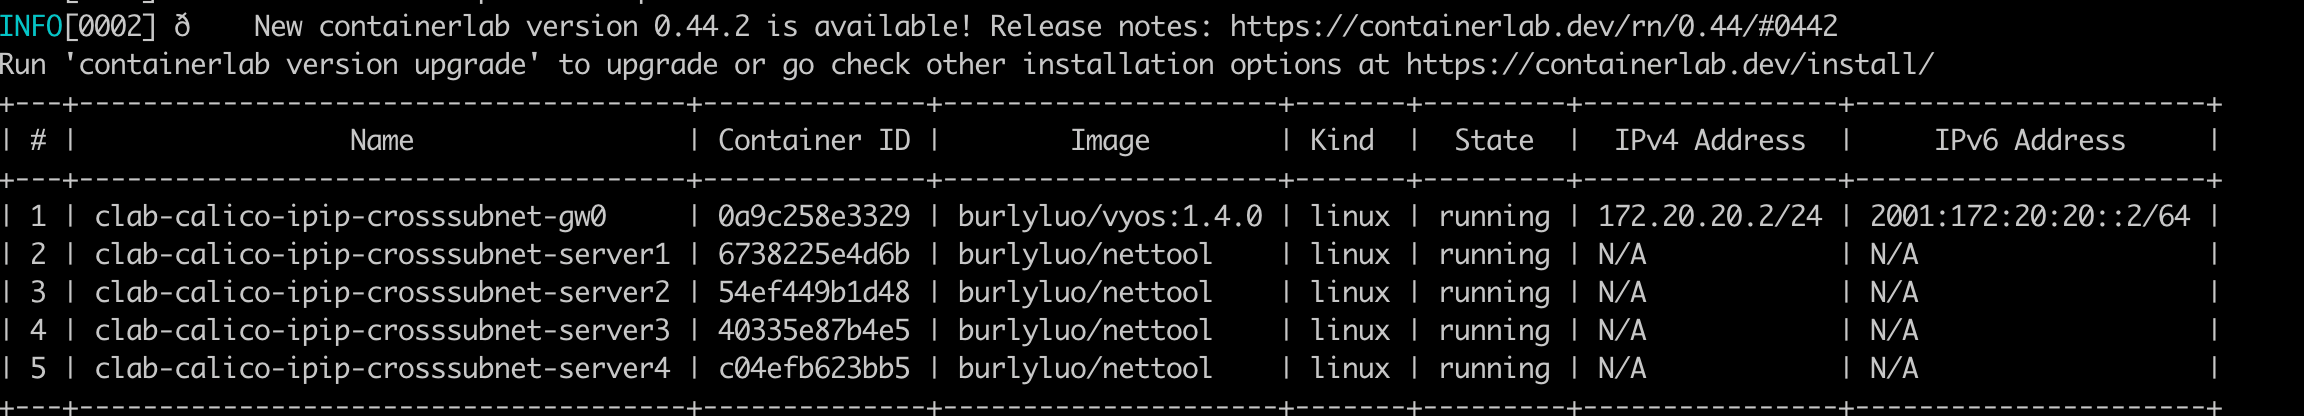 INFO[0002] ð    New containerlab version 0.44.2 is available! Release notes: https://containerlab.dev/rn/0.44/#0442
Run 'containerlab version upgrade' to upgrade or go check other installation options at https://containerlab.dev/install/
+---+--------------------------------------+--------------+---------------------+-------+---------+----------------+----------------------+
| # |                 Name                 | Container ID |        Image        | Kind  |  State  |  IPv4 Address  |     IPv6 Address     |
+---+--------------------------------------+--------------+---------------------+-------+---------+----------------+----------------------+
| 1 | clab-calico-ipip-crosssubnet-gw0     | 0a9c258e3329 | burlyluo/vyos:1.4.0 | linux | running | 172.20.20.2/24 | 2001:172:20:20::2/64 |
| 2 | clab-calico-ipip-crosssubnet-server1 | 6738225e4d6b | burlyluo/nettool    | linux | running | N/A            | N/A                  |
| 3 | clab-calico-ipip-crosssubnet-server2 | 54ef449b1d48 | burlyluo/nettool    | linux | running | N/A            | N/A                  |
| 4 | clab-calico-ipip-crosssubnet-server3 | 40335e87b4e5 | burlyluo/nettool    | linux | running | N/A            | N/A                  |
| 5 | clab-calico-ipip-crosssubnet-server4 | c04efb623bb5 | burlyluo/nettool    | linux | running | N/A            | N/A                  |
+---+--------------------------------------+--------------+---------------------+-------+---------+----------------+----------------------+